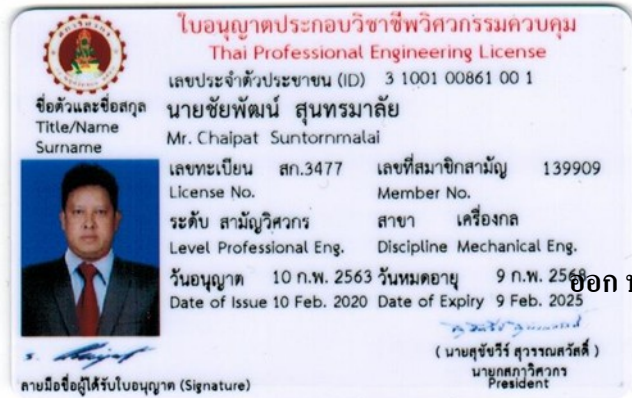 ใบอนุญาตประกอบวิชาชีพวิศวกรรมควบคุม
Thai Professional Engineering License
เลขประจำตัวประชาชน (ID) 3 1001 00861 00 1
ชื่อตัวและชื่อสกุล นายชัยพัฒน์ สุนทรมาลัย
Title/Name
Surname Mr. Chaipat Suntornmalai
เลขทะเบียน สก.3477 เลขที่สมาชิกสามัญ 139909
License No. Member No.
ระดับ สามัญวิศวกร สาขา เครื่องกล
Level Professional Eng. Discipline Mechanical Eng.
วันอนุญาต 10 ก.พ. 2563 วันหมดอายุ 9 ก.พ. 2568 ออก
Date of Issue 10 Feb. 2020 Date of Expiry 9 Feb. 2025
( นายสุชัชวีร์ สุวรรณสวัสดิ์ )
นายกสภาวิศวกร
President
ลายมือชื่อผู้ได้รับใบอนุญาต (Signature)